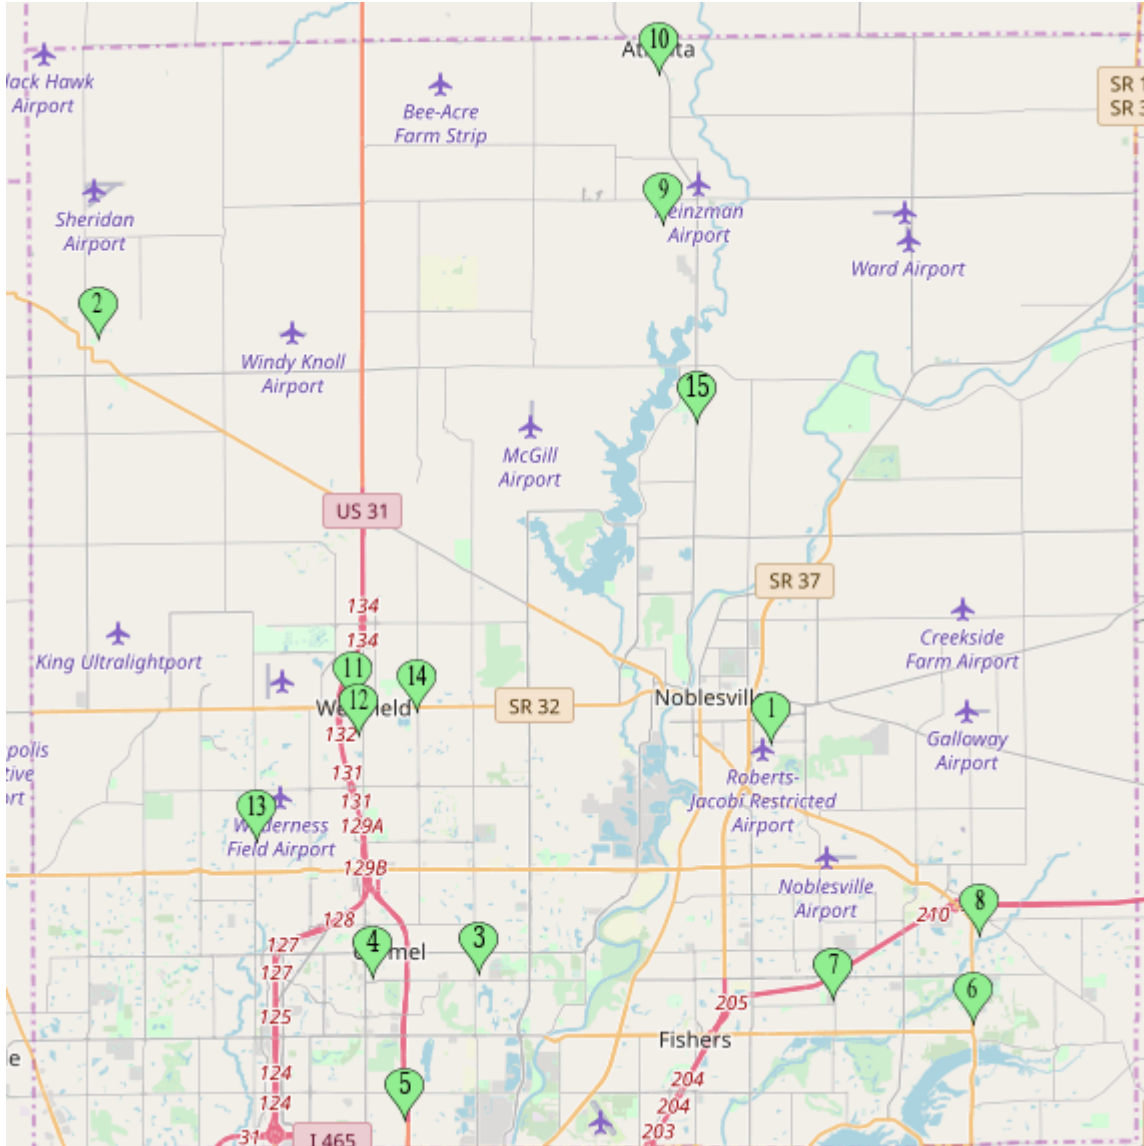 10
Atlanta
Jack Hawk
Airport
Bee-Acre
Farm Strip
SR 1
SR 3
9
Heinzman
Airport
Sheridan
Airport
Ward Airport
2
Windy Knoll
Airport
15
McGill
Airport
US 31
SR 37
134
134
Creekside
Farm Airport
King Ultralightport
11
14
12
Westfield
SR 32
Noblesville
1
132
Galloway
Airport
polis
tive
ort
131
131
Roberts-
Jacobi Restricted
Airport
13
Wilderness
Field Airport
129A
129B
Noblesville
Airport
8
210
128
127
4
Carmel
3
7
127
6
205
125
Fishers
e
124
204
5
124
204
203
31
I 465